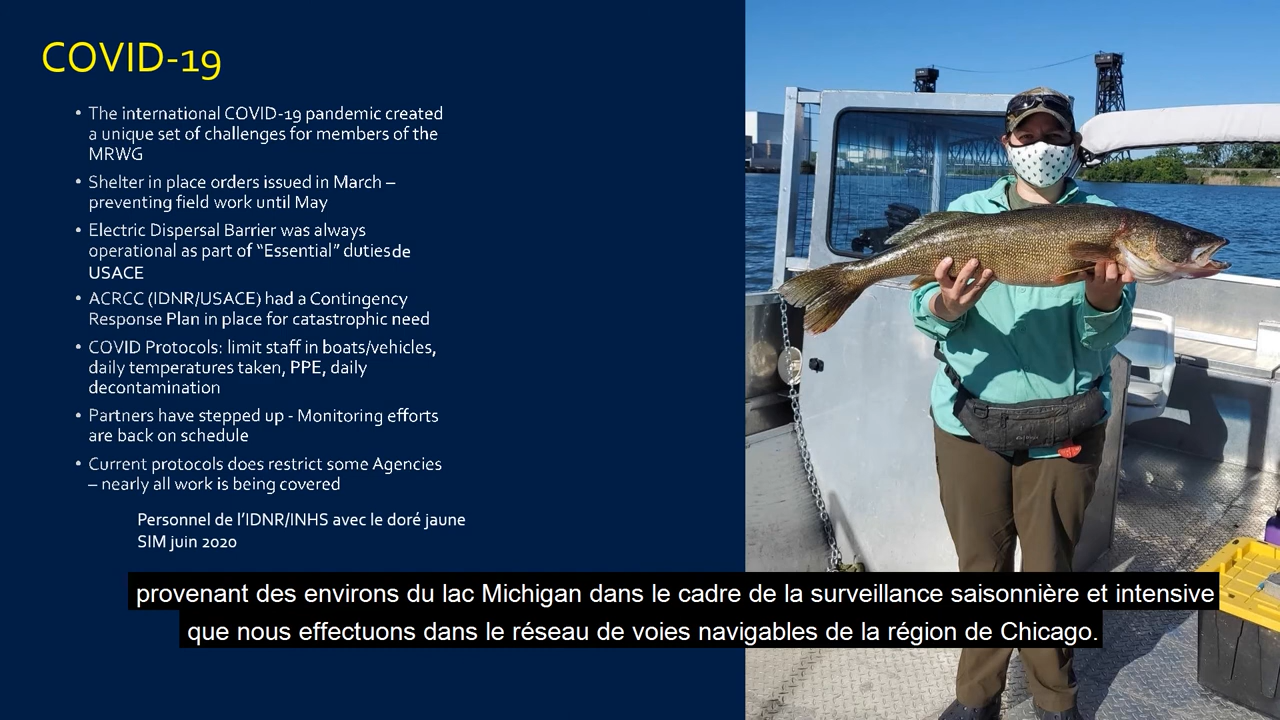 COVID-19
• The international COVID-19 pandemic created
a unique set of challenges for members of the
MRWG
• Shelter in place orders issued in March –
preventing field work until May
• Electric Dispersal Barrier was always
operational as part of “Essential” duties de
USACE
• ACRCC (IDNR/USACE) had a Contingency
Response Plan in place for catastrophic need
• COVID Protocols: limit staff in boats/vehicles,
daily temperatures taken, PPE, daily
decontamination
• Partners have stepped up - Monitoring efforts
are back on schedule
• Current protocols does restrict some Agencies
– nearly all work is being covered
Personnel de l’IDNR/INHS avec le doré jaune
SIM juin 2020
provenant des environs du lac Michigan dans le cadre de la surveillance saisonnière et intensive
que nous effectuons dans le réseau de voies navigables de la région de Chicago.